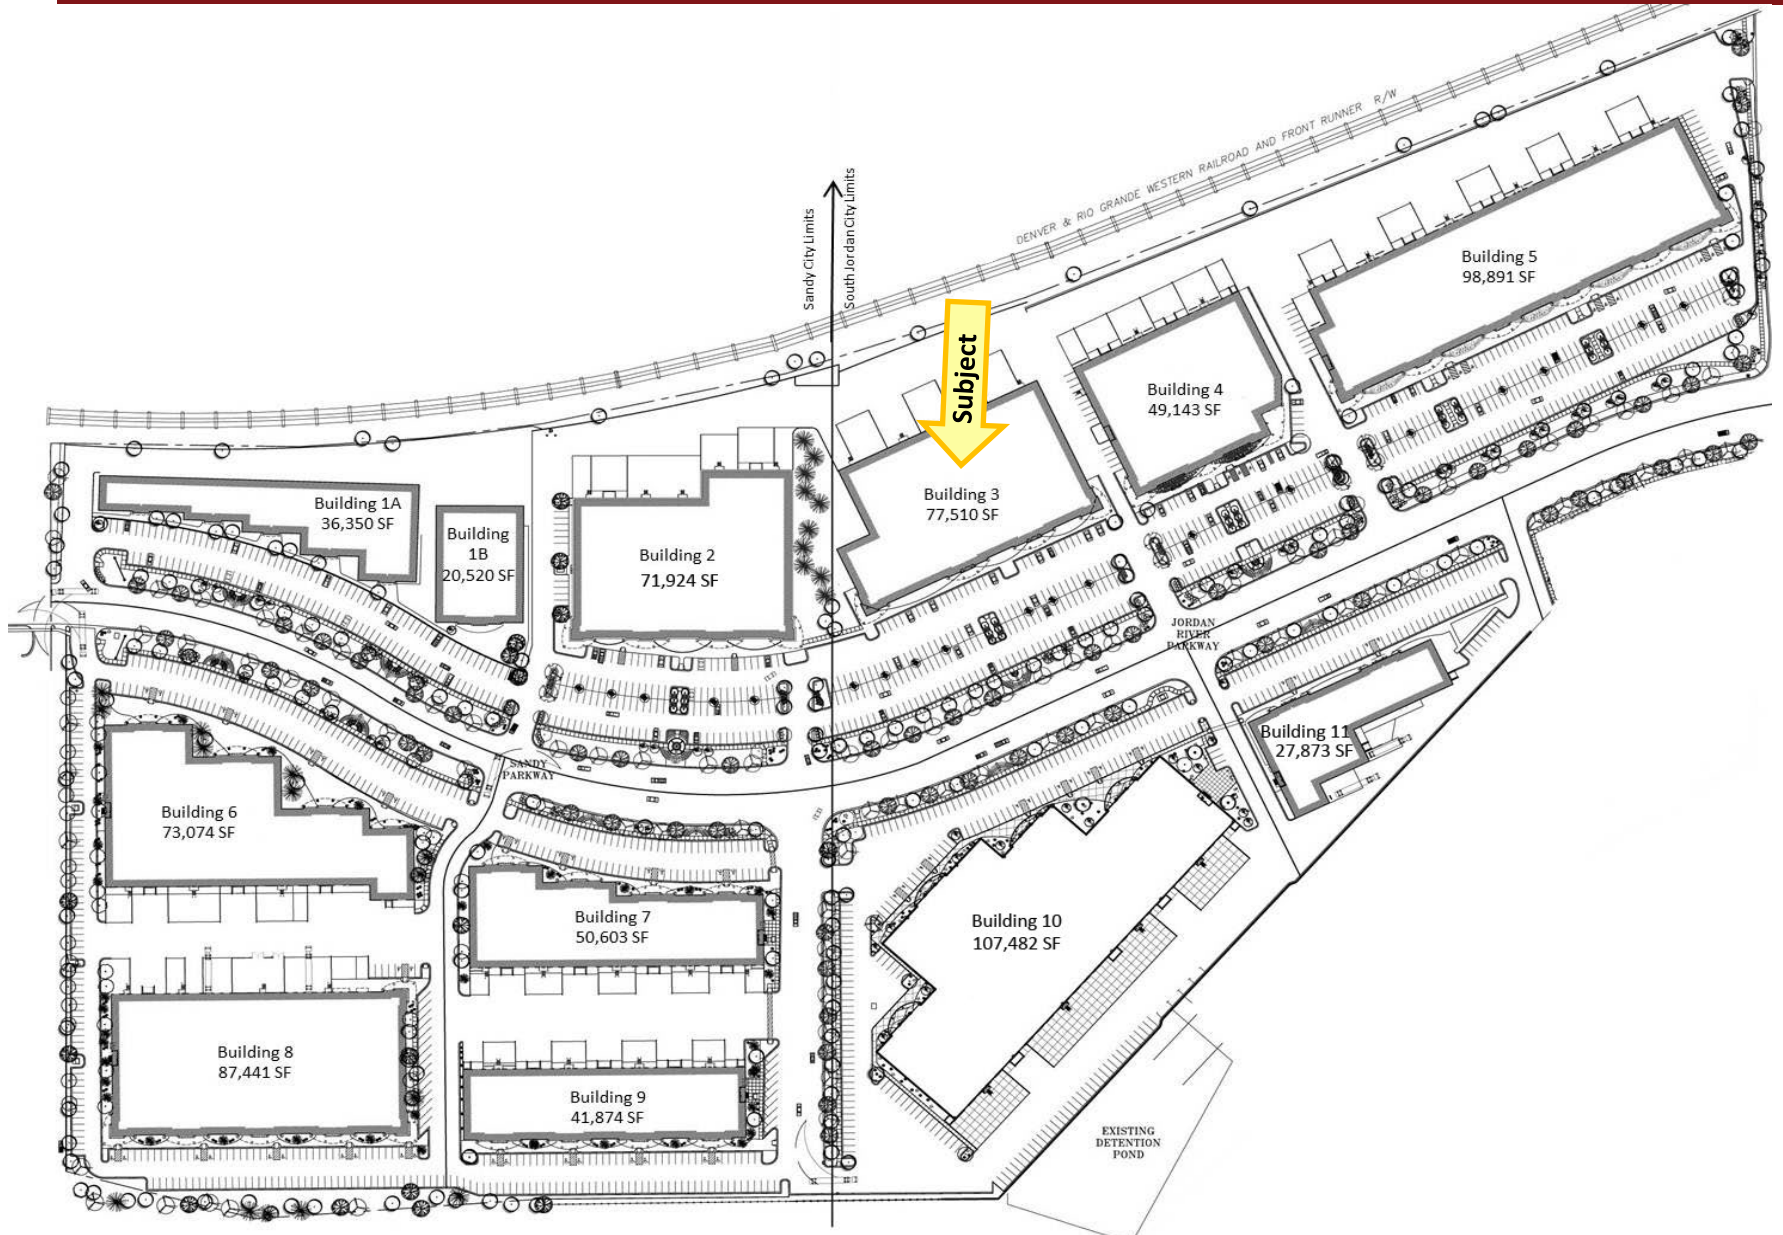 DENVER & RIO GRANDE WESTERN RAILROAD AND FRONT RUNNER R/W
Sandy City Limits
South Jordan City Limits
Subject
Building 5
98,891 SF
Building 4
49,143 SF
Building 3
77,510 SF
Building 1A
36,350 SF
Building
1B
20,520 SF
Building 2
71,924 SF
JORDAN
RIVER
PARKWAY
Building 11
27,873 SF
SANDY
PARKWAY
Building 6
73,074 SF
Building 7
50,603 SF
Building 10
107,482 SF
Building 8
87,441 SF
Building 9
41,874 SF
EXISTING
DETENTION
POND